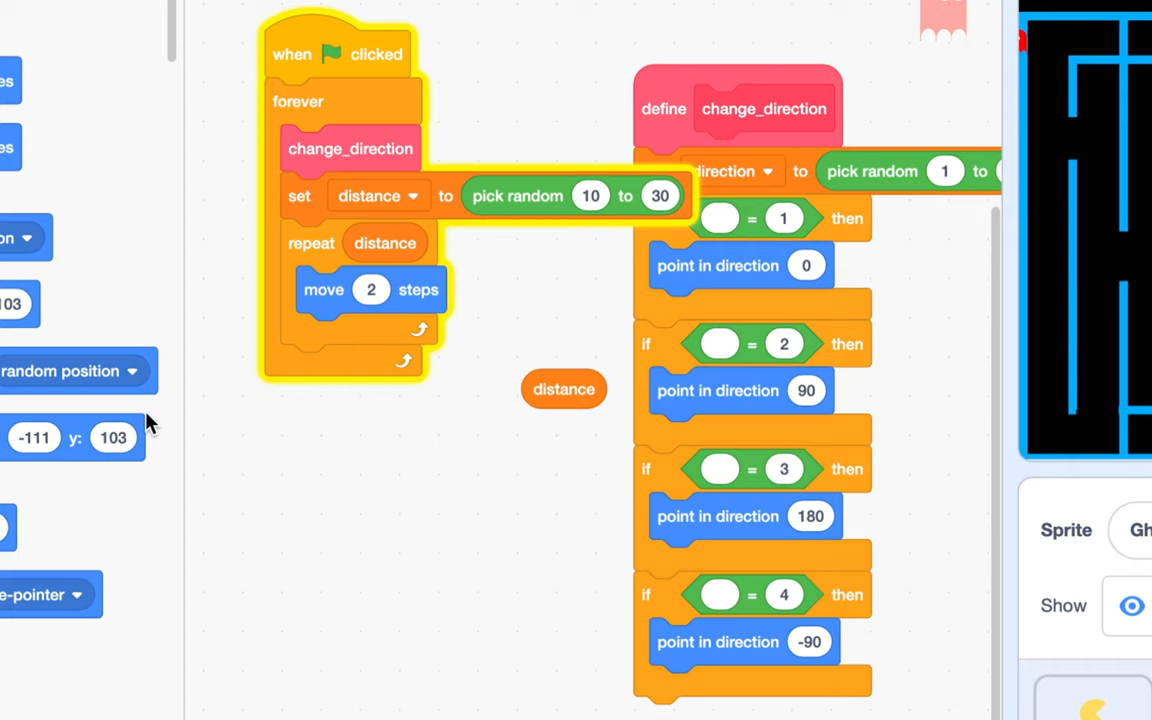 es
es
on
103
random position
-111 y: 103
e-pointer
when clicked
forever
change_direction
set distance to pick random 10 to 30
repeat distance
move 2 steps
distance
define change_direction
direction to pick random 1 to
= 1 then
point in direction 0
if = 2 then
point in direction 90
if = 3 then
point in direction 180
if = 4 then
point in direction -90
Sprite Gh
Show